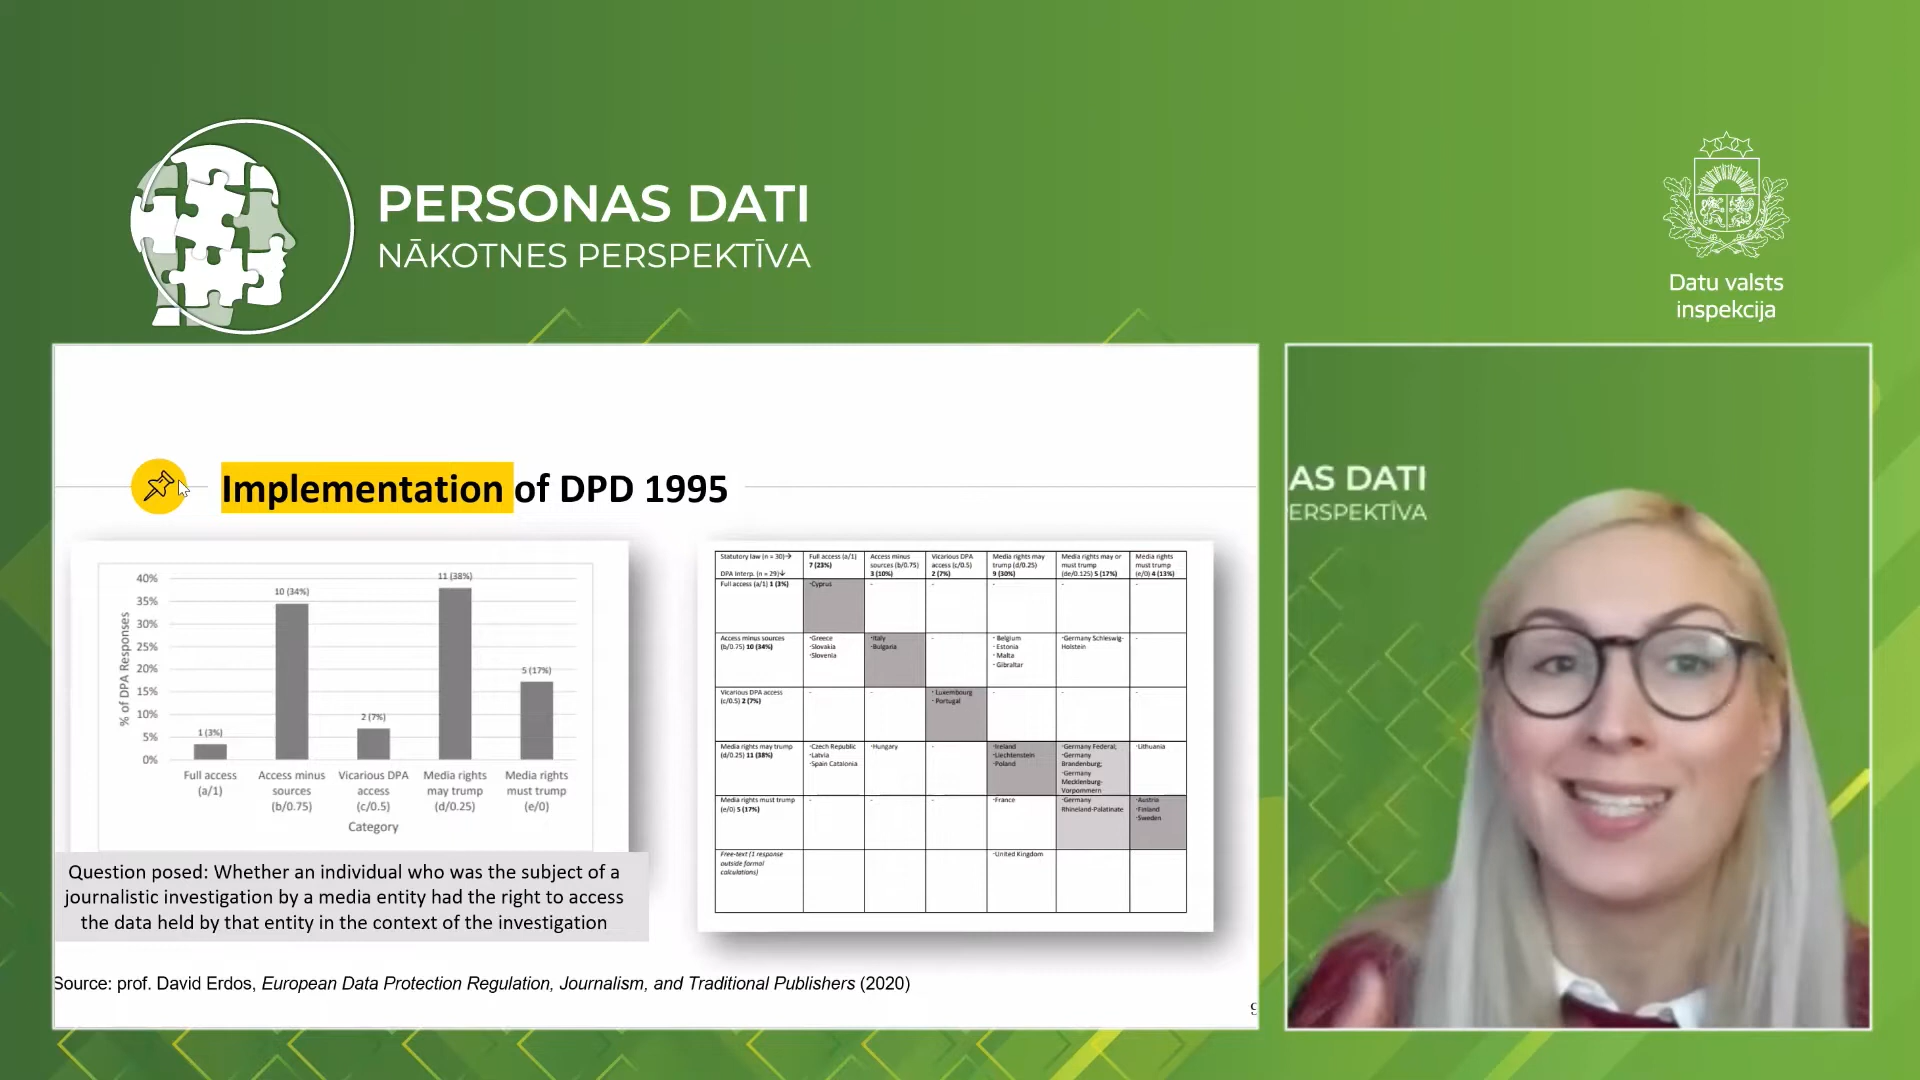 PERSONAS DATI
NĀKOTNES PERSPEKTĪVA
Datu valsts
inspekcija
Implementation of DPD 1995
40%
35%
30%
25%
20%
15%
10%
5%
0%
% of DPA Responses
1 (3%)
10 (34%)
2 (7%)
11 (38%)
5 (17%)
Full access
(a/1)
Access minus
sources
(b/0.75)
Vicarious DPA
access
(c/0.5)
Media rights
may trump
(d/0.25)
Media rights
must trump
(e/0)
Category
Question posed: Whether an individual who was the subject of a
journalistic investigation by a media entity had the right to access
the data held by that entity in the context of the investigation
Statutory law (n = 30)→
DPA Interp. (n = 29)↓
Full access (a/1)
7 (23%)
Access minus
sources (b/0.75)
3 (10%)
Vicarious DPA
access (c/0.5)
2 (7%)
Media rights may
trump (d/0.25)
9 (30%)
Media rights may or
must trump
(de/0.125) 5 (17%)
Media rights
must trump
(e/0) 4 (13%)
Full access (a/1) 1 (3%)
·Cyprus
-
-
-
-
-
Access minus sources
(b/0.75) 10 (34%)
·Greece
·Slovakia
·Slovenia
·Italy
·Bulgaria
-
· Belgium
· Estonia
· Malta
· Gibraltar
·Germany Schleswig-
Holstein
-
Vicarious DPA access
(c/0.5) 2 (7%)
-
-
· Luxembourg
· Portugal
-
-
-
Media rights may trump
(d/0.25) 11 (38%)
·Czech Republic
·Latvia
·Spain Catalonia
·Hungary
-
·Ireland
·Liechtenstein
·Poland
·Germany Federal;
·Germany
Brandenburg;
·Germany
Mecklenburg-
Vorpommern
·Lithuania
Media rights must trump
(e/0) 5 (17%)
-
-
-
·France
·Germany
Rhineland-Palatinate
·Austria
·Finland
·Sweden
Free-text (1 response
outside formal
calculations)
·United Kingdom
Source: prof. David Erdos, European Data Protection Regulation, Journalism, and Traditional Publishers (2020)
AS DATI
ERSPEKTĪVA